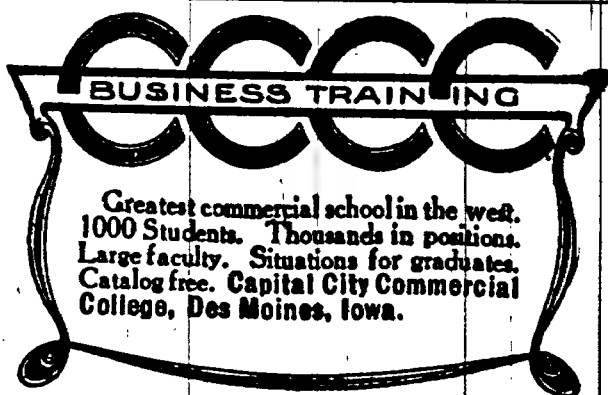 CCCC
BUSINESS TRAINING
Greatest commercial school in the west.
1000 Students. Thousands in positions.
Large faculty. Situations for graduates.
Catalog free. Capital City Commercial
College, Des Moines, Iowa.